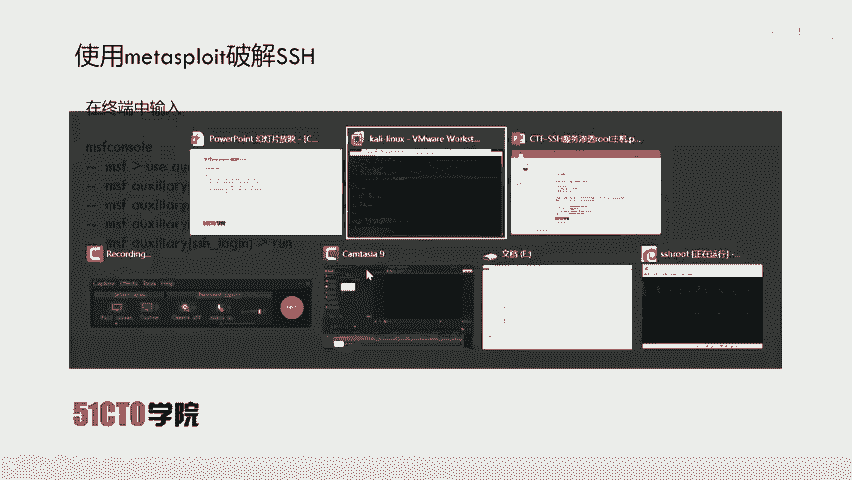 使用metasploit破解SSH
在终端中输入
PowerPoint 幻灯片放映 - [C...
kali-linux - VMware Workst...
CTF-SSH服务渗透root主机.p...
msfconsole
-- msf > use au
-- msf auxiliary
-- msf auxiliary
-- msf auxiliary
msf auxiliary(ssh_login) > run
Recording...
Camtasia 9
文档 (E:)
sshroot [正在运行] -...
51CTO学院